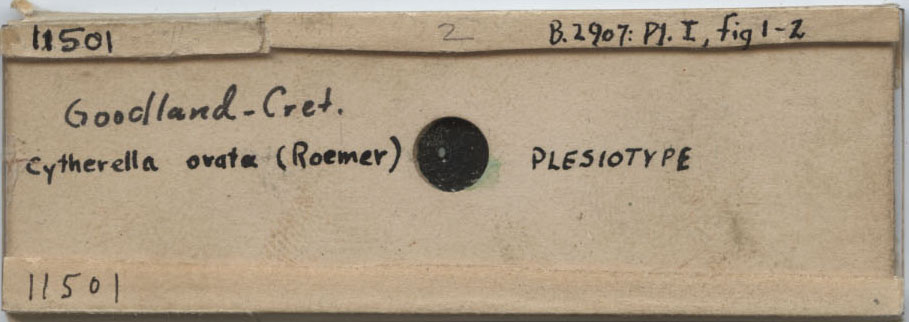 11501 2 B.2907: Pl. I, fig 1-2
Goodland-Cret.
Cytherella ovata (Roemer) PLESIOTYPE
11501